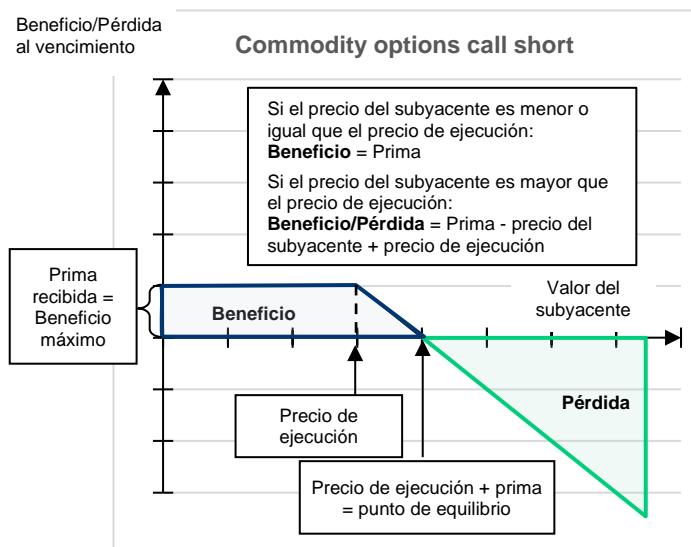 Beneficio/Pérdida
al vencimiento
Commodity options call short
Si el precio del subyacente es menor o
igual que el precio de ejecución:
Beneficio = Prima
Si el precio del subyacente es mayor que
el precio de ejecución:
Beneficio/Pérdida = Prima - precio del
subyacente + precio de ejecución
Prima
recibida =
Beneficio
máximo
Beneficio
Valor del
subyacente
Pérdida
Precio de
ejecución
Precio de ejecución + prima
= punto de equilibrio